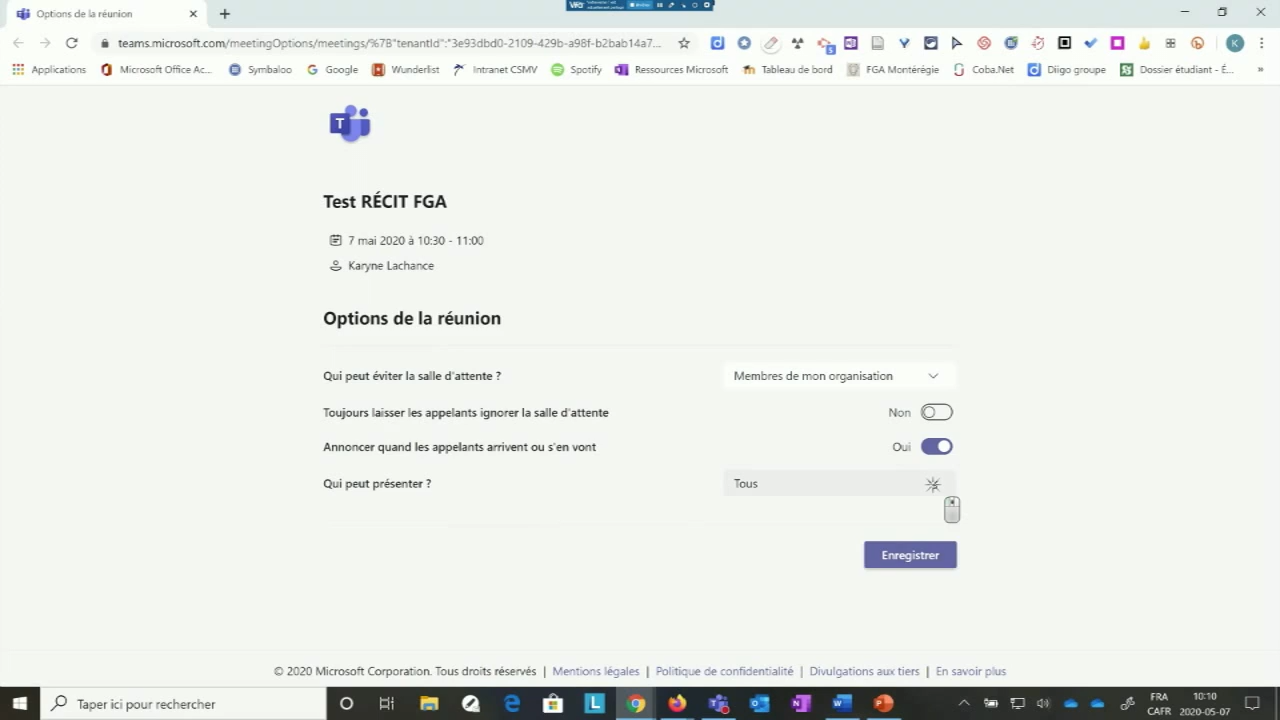 Options de la réunion
teams.microsoft.com/meetingOptions/meetings/%7B"tenantId":"3e93dbd0-2109-429b-a98f-b2bab14a7...
5
K
Applications
Microsoft Office Ac...
Symbaloo
Google
Wunderlist
Intranet CSMV
Spotify
Ressources Microsoft
Tableau de bord
FGA Montérégie
Coba.Net
Diigo groupe
Dossier étudiant - É...
»
T
Test RÉCIT FGA
7 mai 2020 à 10:30 - 11:00
Karyne Lachance
Options de la réunion
Qui peut éviter la salle d'attente ?
Membres de mon organisation
Toujours laisser les appelants ignorer la salle d'attente
Non
Annoncer quand les appelants arrivent ou s'en vont
Oui
Qui peut présenter ?
Tous
Enregistrer
© 2020 Microsoft Corporation. Tous droits réservés | Mentions légales | Politique de confidentialité | Divulgations aux tiers | En savoir plus
Taper ici pour rechercher
FRA
CAFR
10:10
2020-05-07